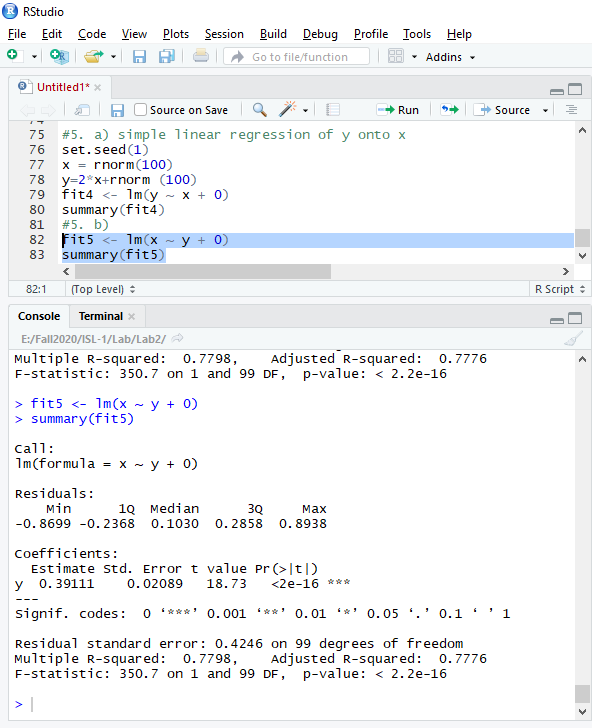 RStudio
File Edit Code View Plots Session Build Debug Profile Tools Help
Go to file/function Addins
Untitled1*
Source on Save Run Source
74
75 #5. a) simple linear regression of y onto x
76 set.seed(1)
77 x = rnorm(100)
78 y=2*x+rnorm (100)
79 fit4 <- lm(y ~ x + 0)
80 summary(fit4)
81 #5. b)
82 fit5 <- lm(x ~ y + 0)
83 summary(fit5)
82:1 (Top Level) R Script
Console Terminal
E:/Fall2020/ISL-1/Lab/Lab2/
Multiple R-squared:  0.7798,    Adjusted R-squared:  0.7776
F-statistic: 350.7 on 1 and 99 DF,  p-value: < 2.2e-16
> fit5 <- lm(x ~ y + 0)
> summary(fit5)
Call:
lm(formula = x ~ y + 0)
Residuals:
    Min      1Q  Median      3Q     Max
-0.8699 -0.2368  0.1030  0.2858  0.8938
Coefficients:
  Estimate Std. Error t value Pr(>|t|)
y  0.39111    0.02089   18.73   <2e-16 ***
---
Signif. codes:  0 ‘***’ 0.001 ‘**’ 0.01 ‘*’ 0.05 ‘.’ 0.1 ‘ ’ 1
Residual standard error: 0.4246 on 99 degrees of freedom
Multiple R-squared:  0.7798,    Adjusted R-squared:  0.7776
F-statistic: 350.7 on 1 and 99 DF,  p-value: < 2.2e-16
>